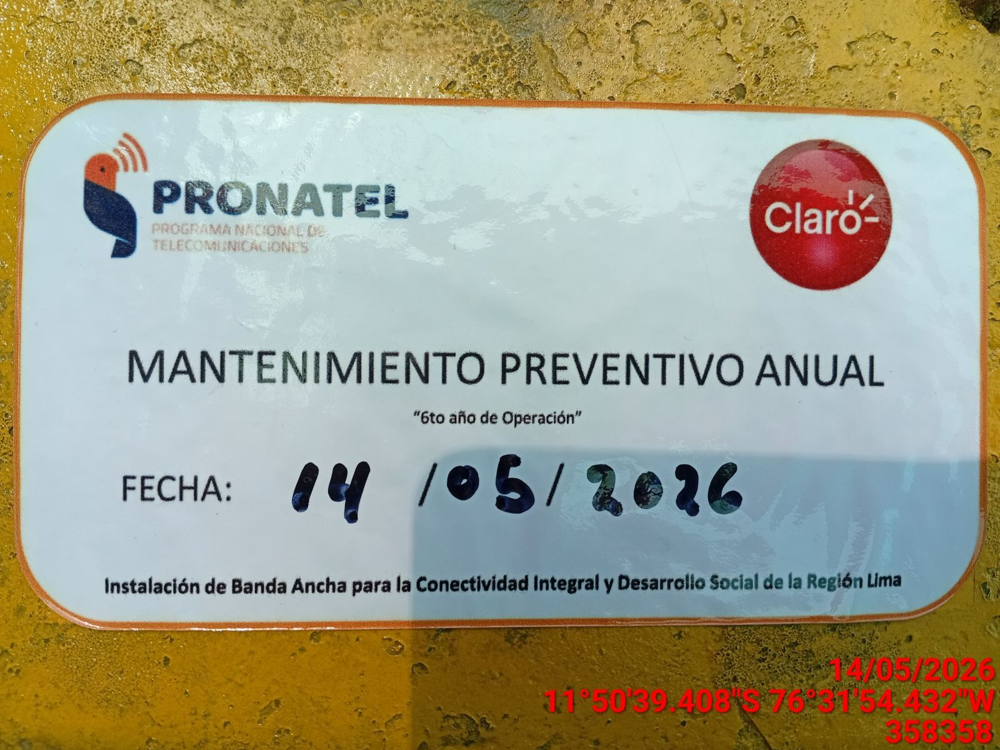 PRONATEL
PROGRAMA NACIONAL DE
TELECOMUNICACIONES
Claro
MANTENIMIENTO PREVENTIVO ANUAL
“6to año de Operación”
FECHA: 14 /05/ 2026
Instalación de Banda Ancha para la Conectividad Integral y Desarrollo Social de la Región Lima
14/05/2026
11°50'39.408"S 76°31'54.432"W
358358